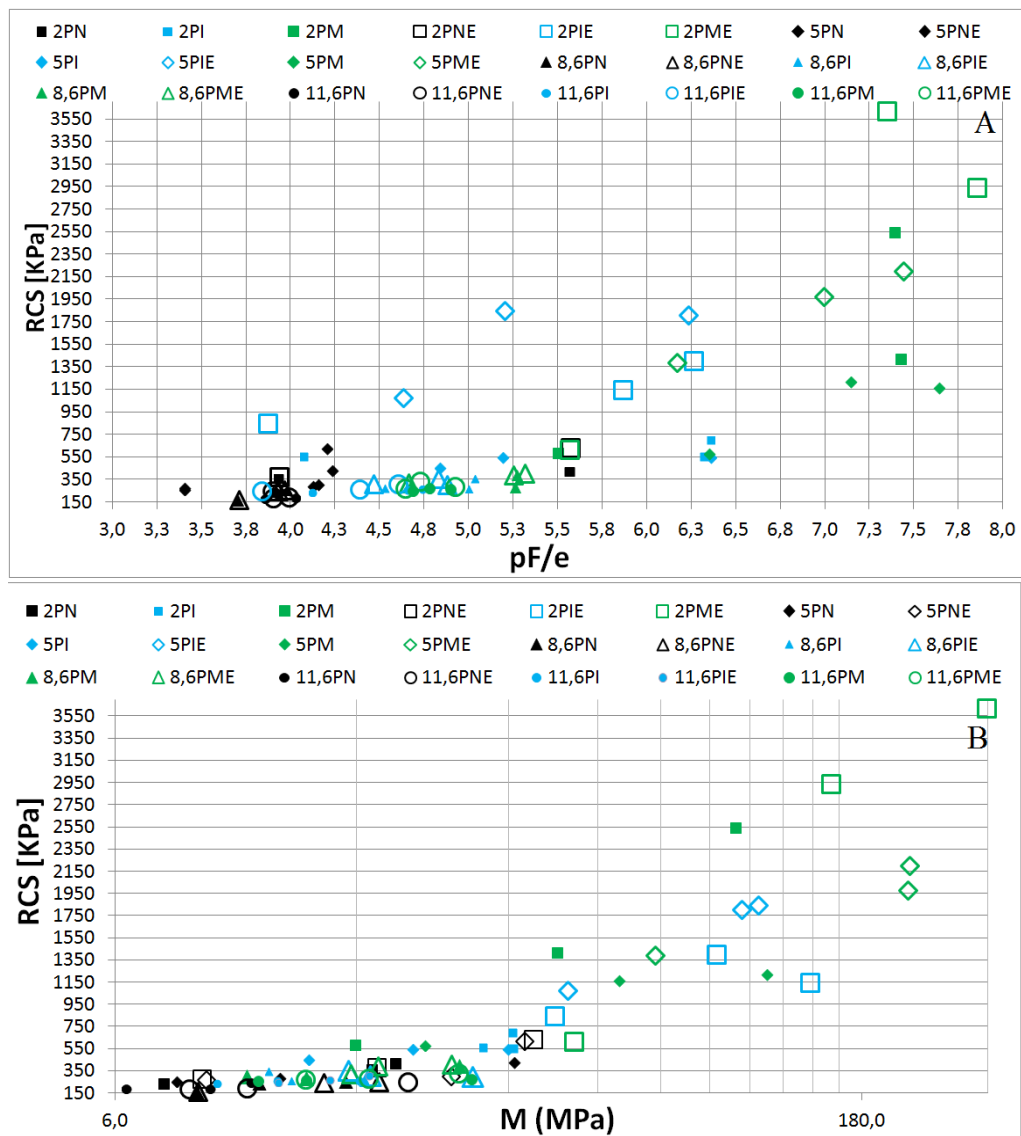 2PN 2PI 2PM 2PNE 2PIE 2PME 5PN 5PNE
5PI 5PIE 5PM 5PME 8,6PN 8,6PNE 8,6PI 8,6PIE
8,6PM 8,6PME 11,6PN 11,6PNE 11,6PI 11,6PIE 11,6PM 11,6PME
A
RCS [KPa]
3550
3350
3150
2950
2750
2550
2350
2150
1950
1750
1550
1350
1150
950
750
550
350
150
3,0 3,3 3,5 3,8 4,0 4,3 4,5 4,8 5,0 5,3 5,5 5,8 6,0 6,3 6,5 6,8 7,0 7,3 7,5 7,8 8,0
pF/e
2PN 2PI 2PM 2PNE 2PIE 2PME 5PN 5PNE
5PI 5PIE 5PM 5PME 8,6PN 8,6PNE 8,6PI 8,6PIE
8,6PM 8,6PME 11,6PN 11,6PNE 11,6PI 11,6PIE 11,6PM 11,6PME
B
RCS [KPa]
3550
3350
3150
2950
2750
2550
2350
2150
1950
1750
1550
1350
1150
950
750
550
350
150
6,0 180,0
M (MPa)